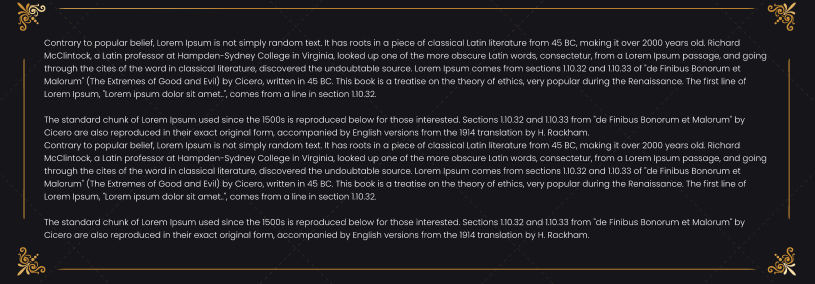 Contrary to popular belief, Lorem Ipsum is not simply random text. It has roots in a piece of classical Latin literature from 45 BC, making it over 2000 years old. Richard
McClintock, a Latin professor at Hampden-Sydney College in Virginia, looked up one of the more obscure Latin words, consectetur, from a Lorem Ipsum passage, and going
through the cites of the word in classical literature, discovered the undoubtable source. Lorem Ipsum comes from sections 1.10.32 and 1.10.33 of "de Finibus Bonorum et
Malorum" (The Extremes of Good and Evil) by Cicero, written in 45 BC. This book is a treatise on the theory of ethics, very popular during the Renaissance. The first line of
Lorem Ipsum, "Lorem ipsum dolor sit amet..", comes from a line in section 1.10.32.
The standard chunk of Lorem Ipsum used since the 1500s is reproduced below for those interested. Sections 1.10.32 and 1.10.33 from "de Finibus Bonorum et Malorum" by
Cicero are also reproduced in their exact original form, accompanied by English versions from the 1914 translation by H. Rackham.
Contrary to popular belief, Lorem Ipsum is not simply random text. It has roots in a piece of classical Latin literature from 45 BC, making it over 2000 years old. Richard
McClintock, a Latin professor at Hampden-Sydney College in Virginia, looked up one of the more obscure Latin words, consectetur, from a Lorem Ipsum passage, and going
through the cites of the word in classical literature, discovered the undoubtable source. Lorem Ipsum comes from sections 1.10.32 and 1.10.33 of "de Finibus Bonorum et
Malorum" (The Extremes of Good and Evil) by Cicero, written in 45 BC. This book is a treatise on the theory of ethics, very popular during the Renaissance. The first line of
Lorem Ipsum, "Lorem ipsum dolor sit amet..", comes from a line in section 1.10.32.
The standard chunk of Lorem Ipsum used since the 1500s is reproduced below for those interested. Sections 1.10.32 and 1.10.33 from "de Finibus Bonorum et Malorum" by
Cicero are also reproduced in their exact original form, accompanied by English versions from the 1914 translation by H. Rackham.